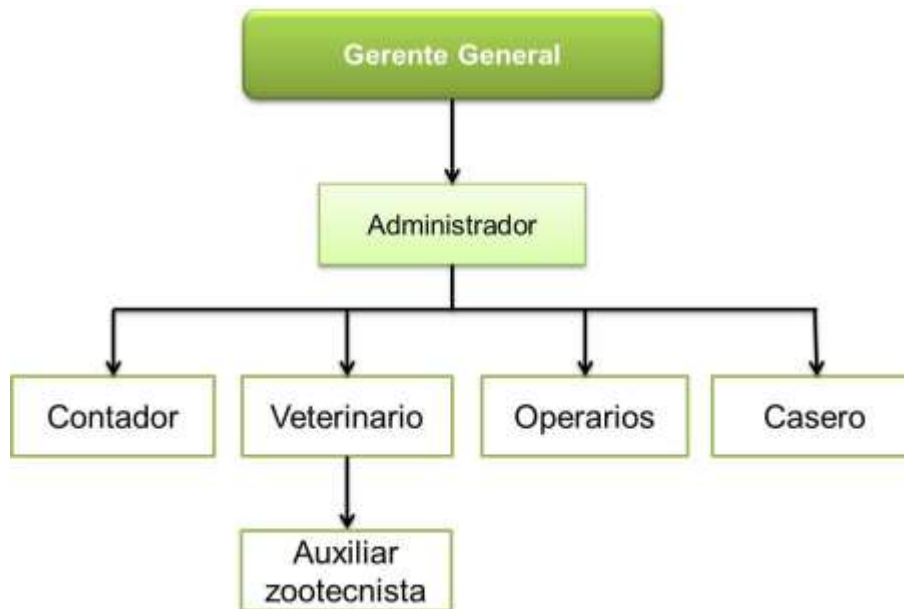 Gerente General
Administrador
Contador
Veterinario
Operarios
Casero
Auxiliar
zootecnista